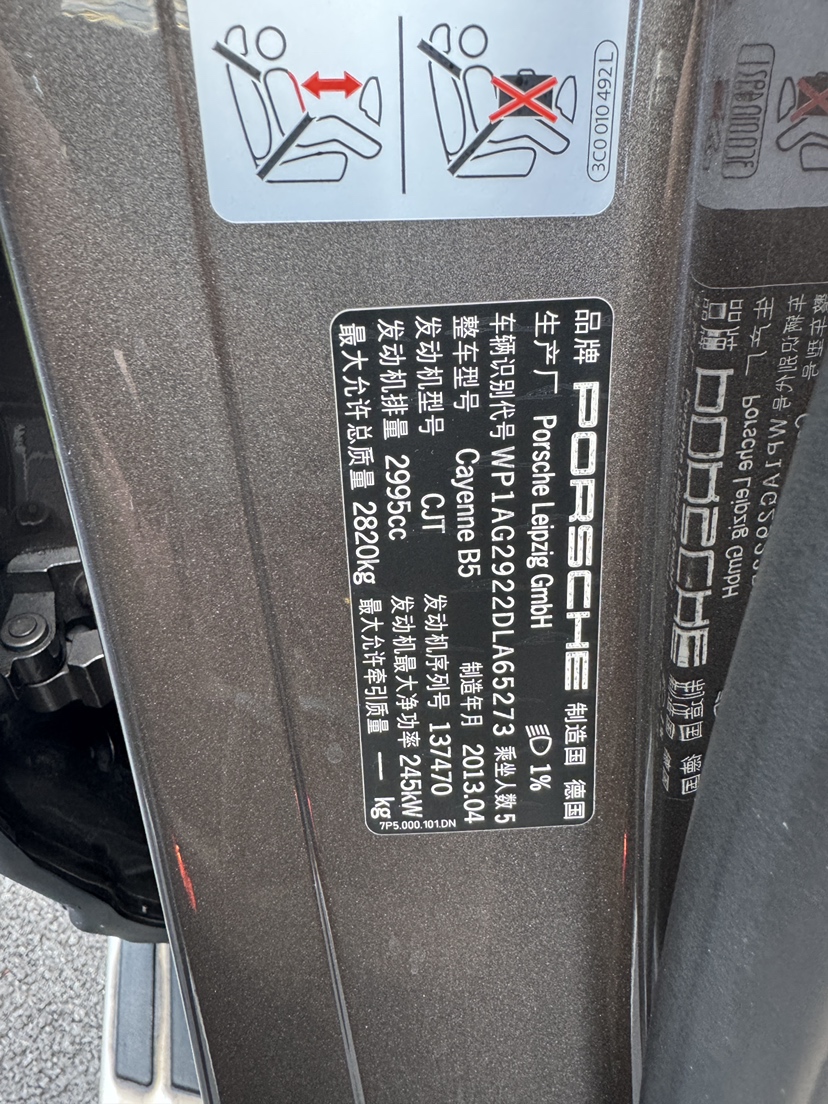 3C0 010 492 L
品牌 PORSCHE 制造国 德国
生产厂 Porsche Leipzig GmbH 1%
车辆识别代号 WP1AG2922DLA65273 乘坐人数 5
整车型号 Cayenne B5 制造年月 2013.04
发动机型号 CJT 发动机序列号 137470
发动机排量 2995cc 发动机最大净功率 245kW
最大允许总质量 2820kg 最大允许牵引质量 — kg
7P5.000.101.DN